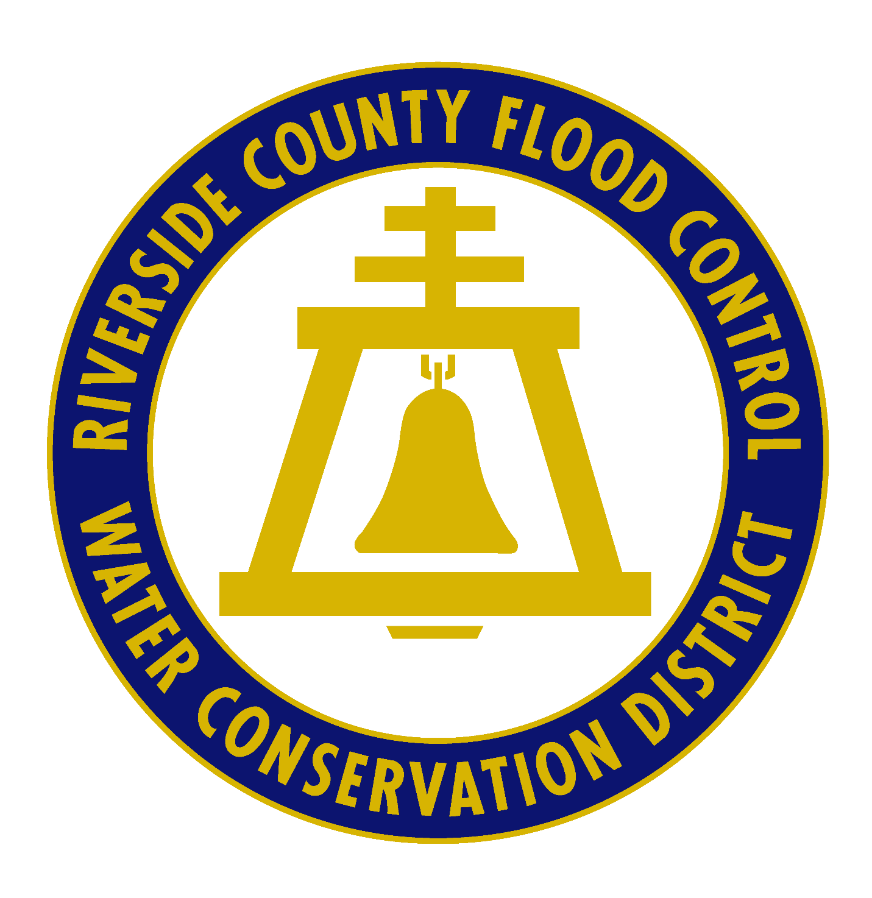 RIVERSIDE COUNTY FLOOD CONTROL
WATER CONSERVATION DISTRICT